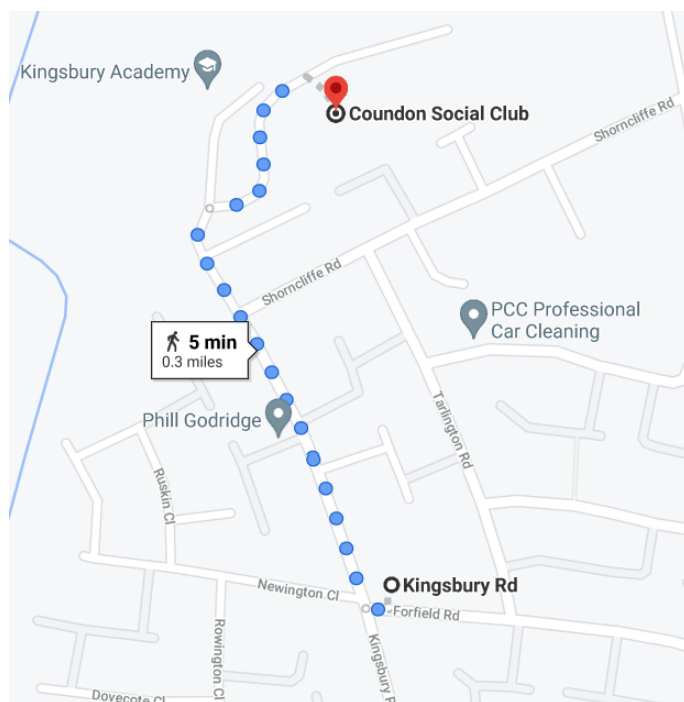 Kingsbury Academy
Coundon Social Club
Shorncliffe Rd
Shorncliffe Rd
PCC Professional
Car Cleaning
5 min
0.3 miles
Phill Godridge
Tarlington Rd
Ruskin Cl
Kingsbury Rd
Newington Cl
Forfield Rd
Rowington Cl
Kingsbury R
Dovecote Cl